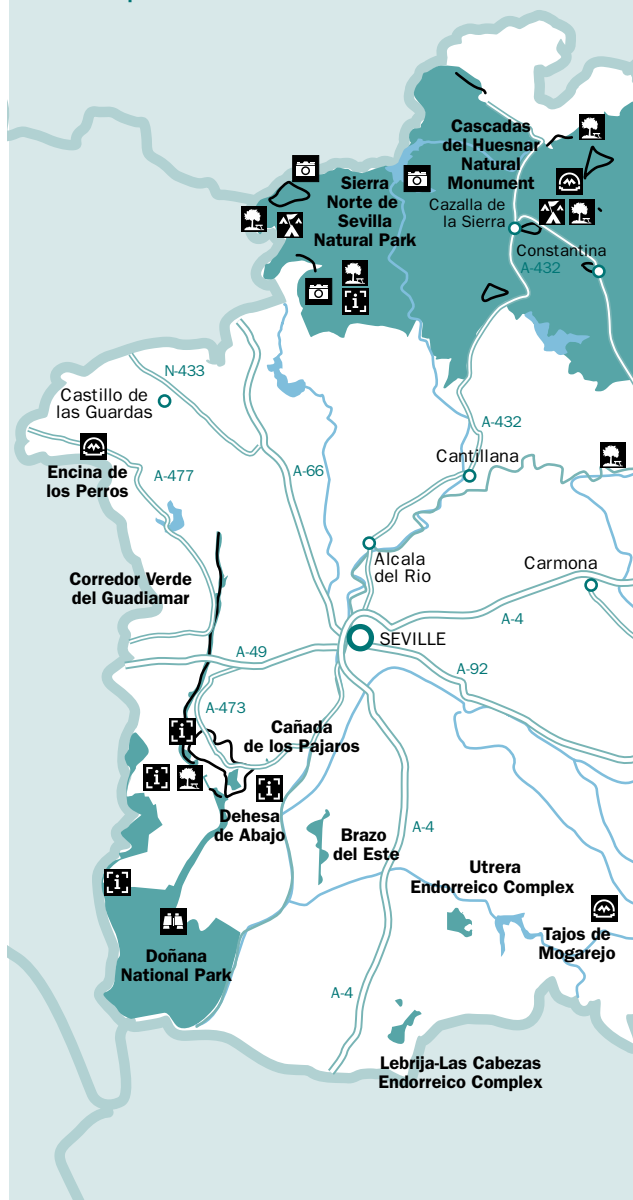 Cascadas
del Huesnar
Natural
Monument
Sierra
Norte de
Sevilla
Natural Park
Cazalla de
la Sierra
Constantina
A-432
N-433
Castillo de
las Guardas
A-432
Cantillana
Encina de
los Perros
A-477
A-66
Alcala
del Rio
Carmona
Corredor Verde
del Guadiamar
A-4
SEVILLE
A-49
A-92
A-473
Cañada
de los Pajaros
Dehesa
de Abajo
Brazo
del Este
A-4
Utrera
Endorreico Complex
Tajos de
Mogarejo
Doñana
National Park
A-4
Lebrija-Las Cabezas
Endorreico Complex